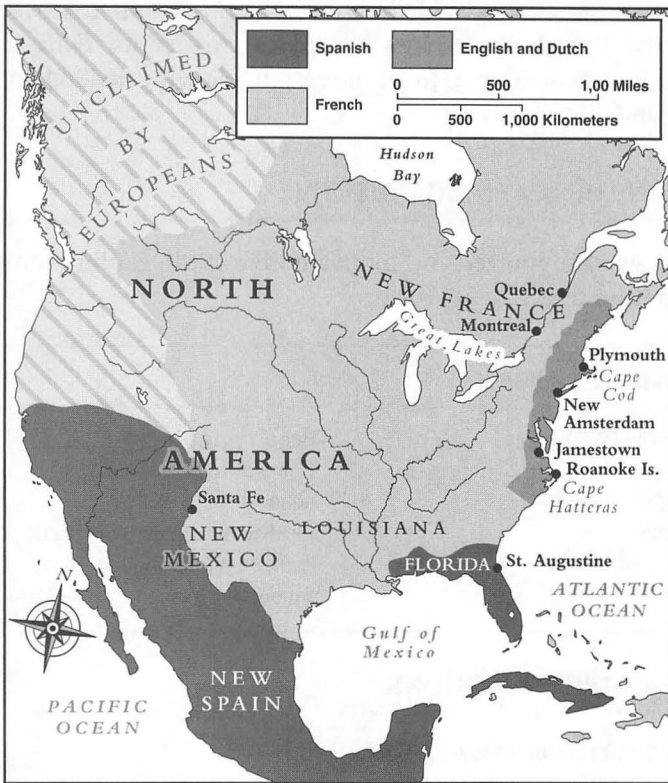 Spanish
English and Dutch
French
0 500 1,00 Miles
0 500 1,000 Kilometers
UNCLAIMED
BY
EUROPEANS
Hudson
Bay
NORTH
AMERICA
NEW FRANCE
Quebec
Montreal
Great Lakes
Plymouth
Cape
Cod
New
Amsterdam
Jamestown
Roanoke Is.
Cape
Hatteras
Santa Fe
NEW
MEXICO
LOUISIANA
FLORIDA
St. Augustine
ATLANTIC
OCEAN
N
Gulf of
Mexico
NEW
SPAIN
PACIFIC
OCEAN